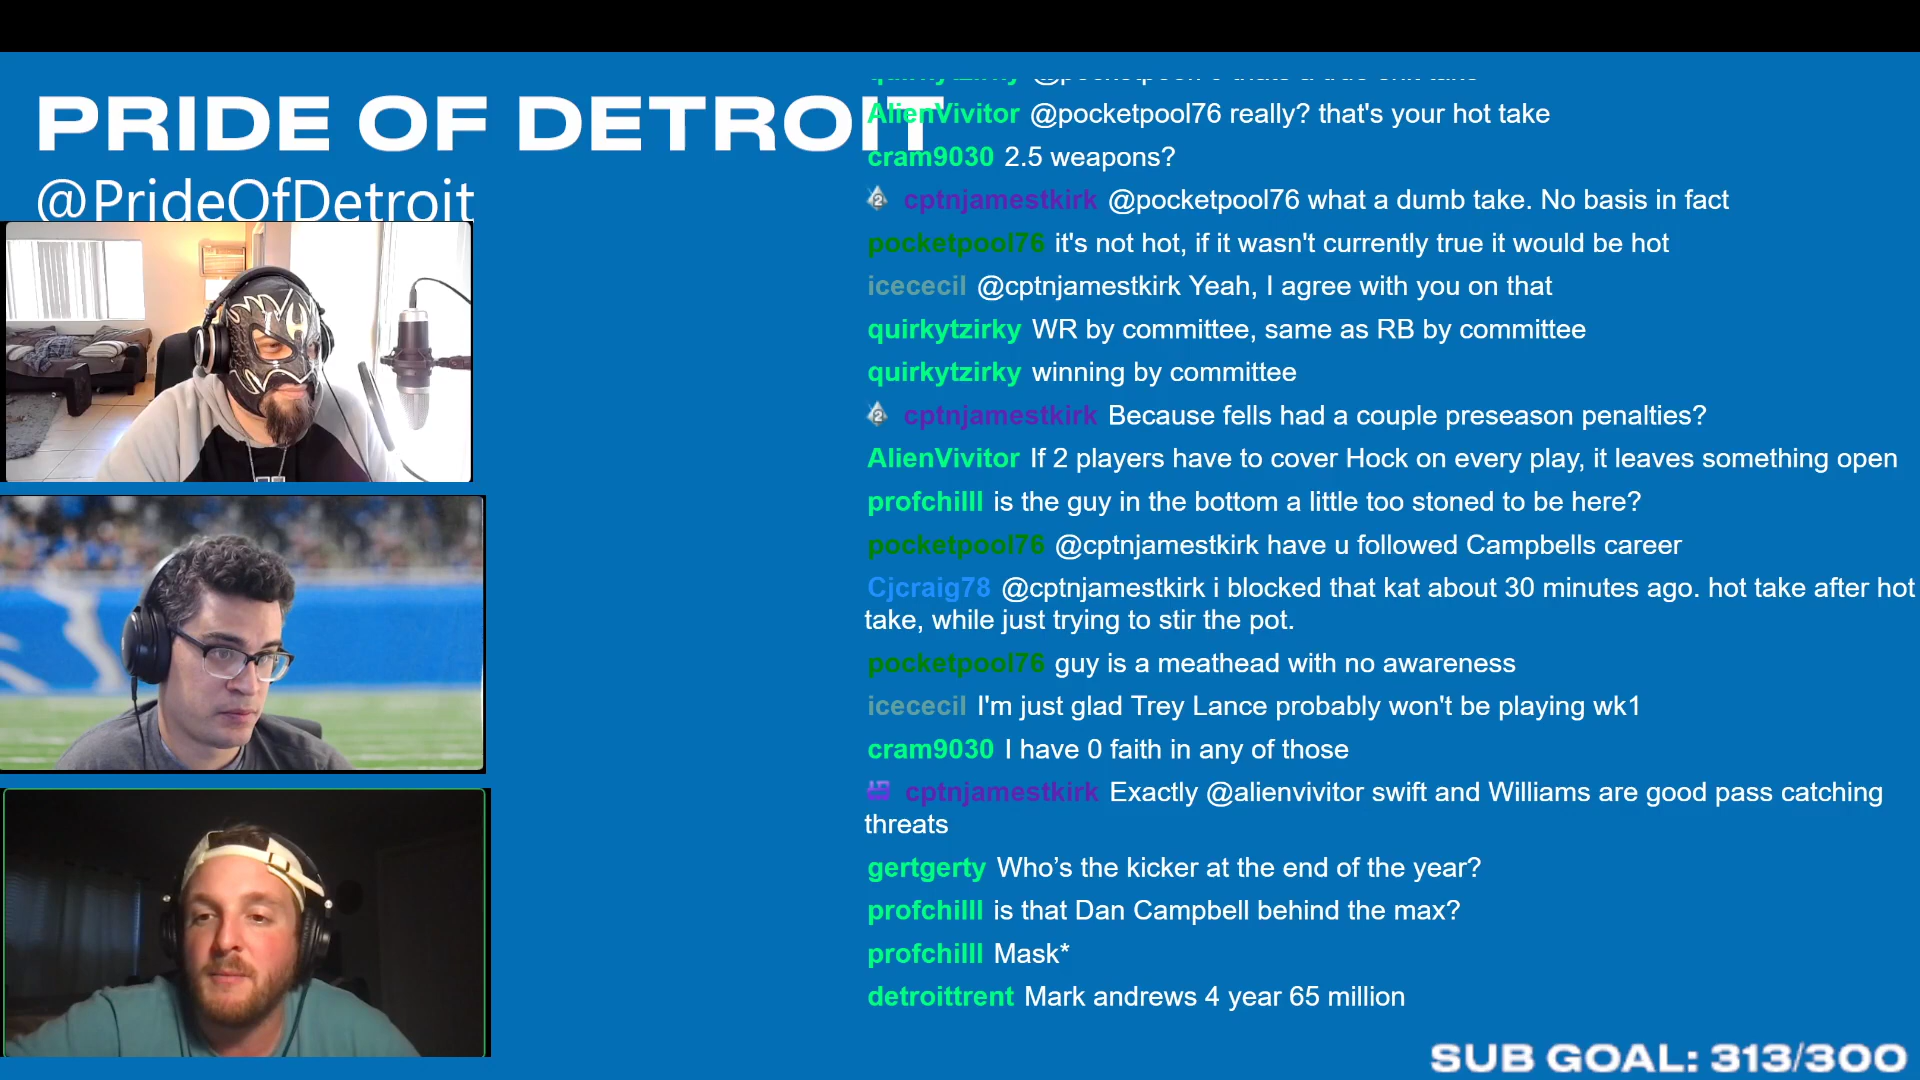 PRIDE OF DETROIT
@PrideOfDetroit
AlienVivitor @pocketpool76 really? that's your hot take
cram9030 2.5 weapons?
cptnjamestkirk @pocketpool76 what a dumb take. No basis in fact
pocketpool76 it's not hot, if it wasn't currently true it would be hot
icececil @cptnjamestkirk Yeah, I agree with you on that
quirkytzirky WR by committee, same as RB by committee
quirkytzirky winning by committee
cptnjamestkirk Because fells had a couple preseason penalties?
AlienVivitor If 2 players have to cover Hock on every play, it leaves something open
profchilll is the guy in the bottom a little too stoned to be here?
pocketpool76 @cptnjamestkirk have u followed Campbells career
Cjcraig78 @cptnjamestkirk i blocked that kat about 30 minutes ago. hot take after hot
take, while just trying to stir the pot.
pocketpool76 guy is a meathead with no awareness
icececil I'm just glad Trey Lance probably won't be playing wk1
cram9030 I have 0 faith in any of those
cptnjamestkirk Exactly @alienvivitor swift and Williams are good pass catching
threats
gertgerty Who’s the kicker at the end of the year?
profchilll is that Dan Campbell behind the max?
profchilll Mask*
detroittrent Mark andrews 4 year 65 million
SUB GOAL: 313/300